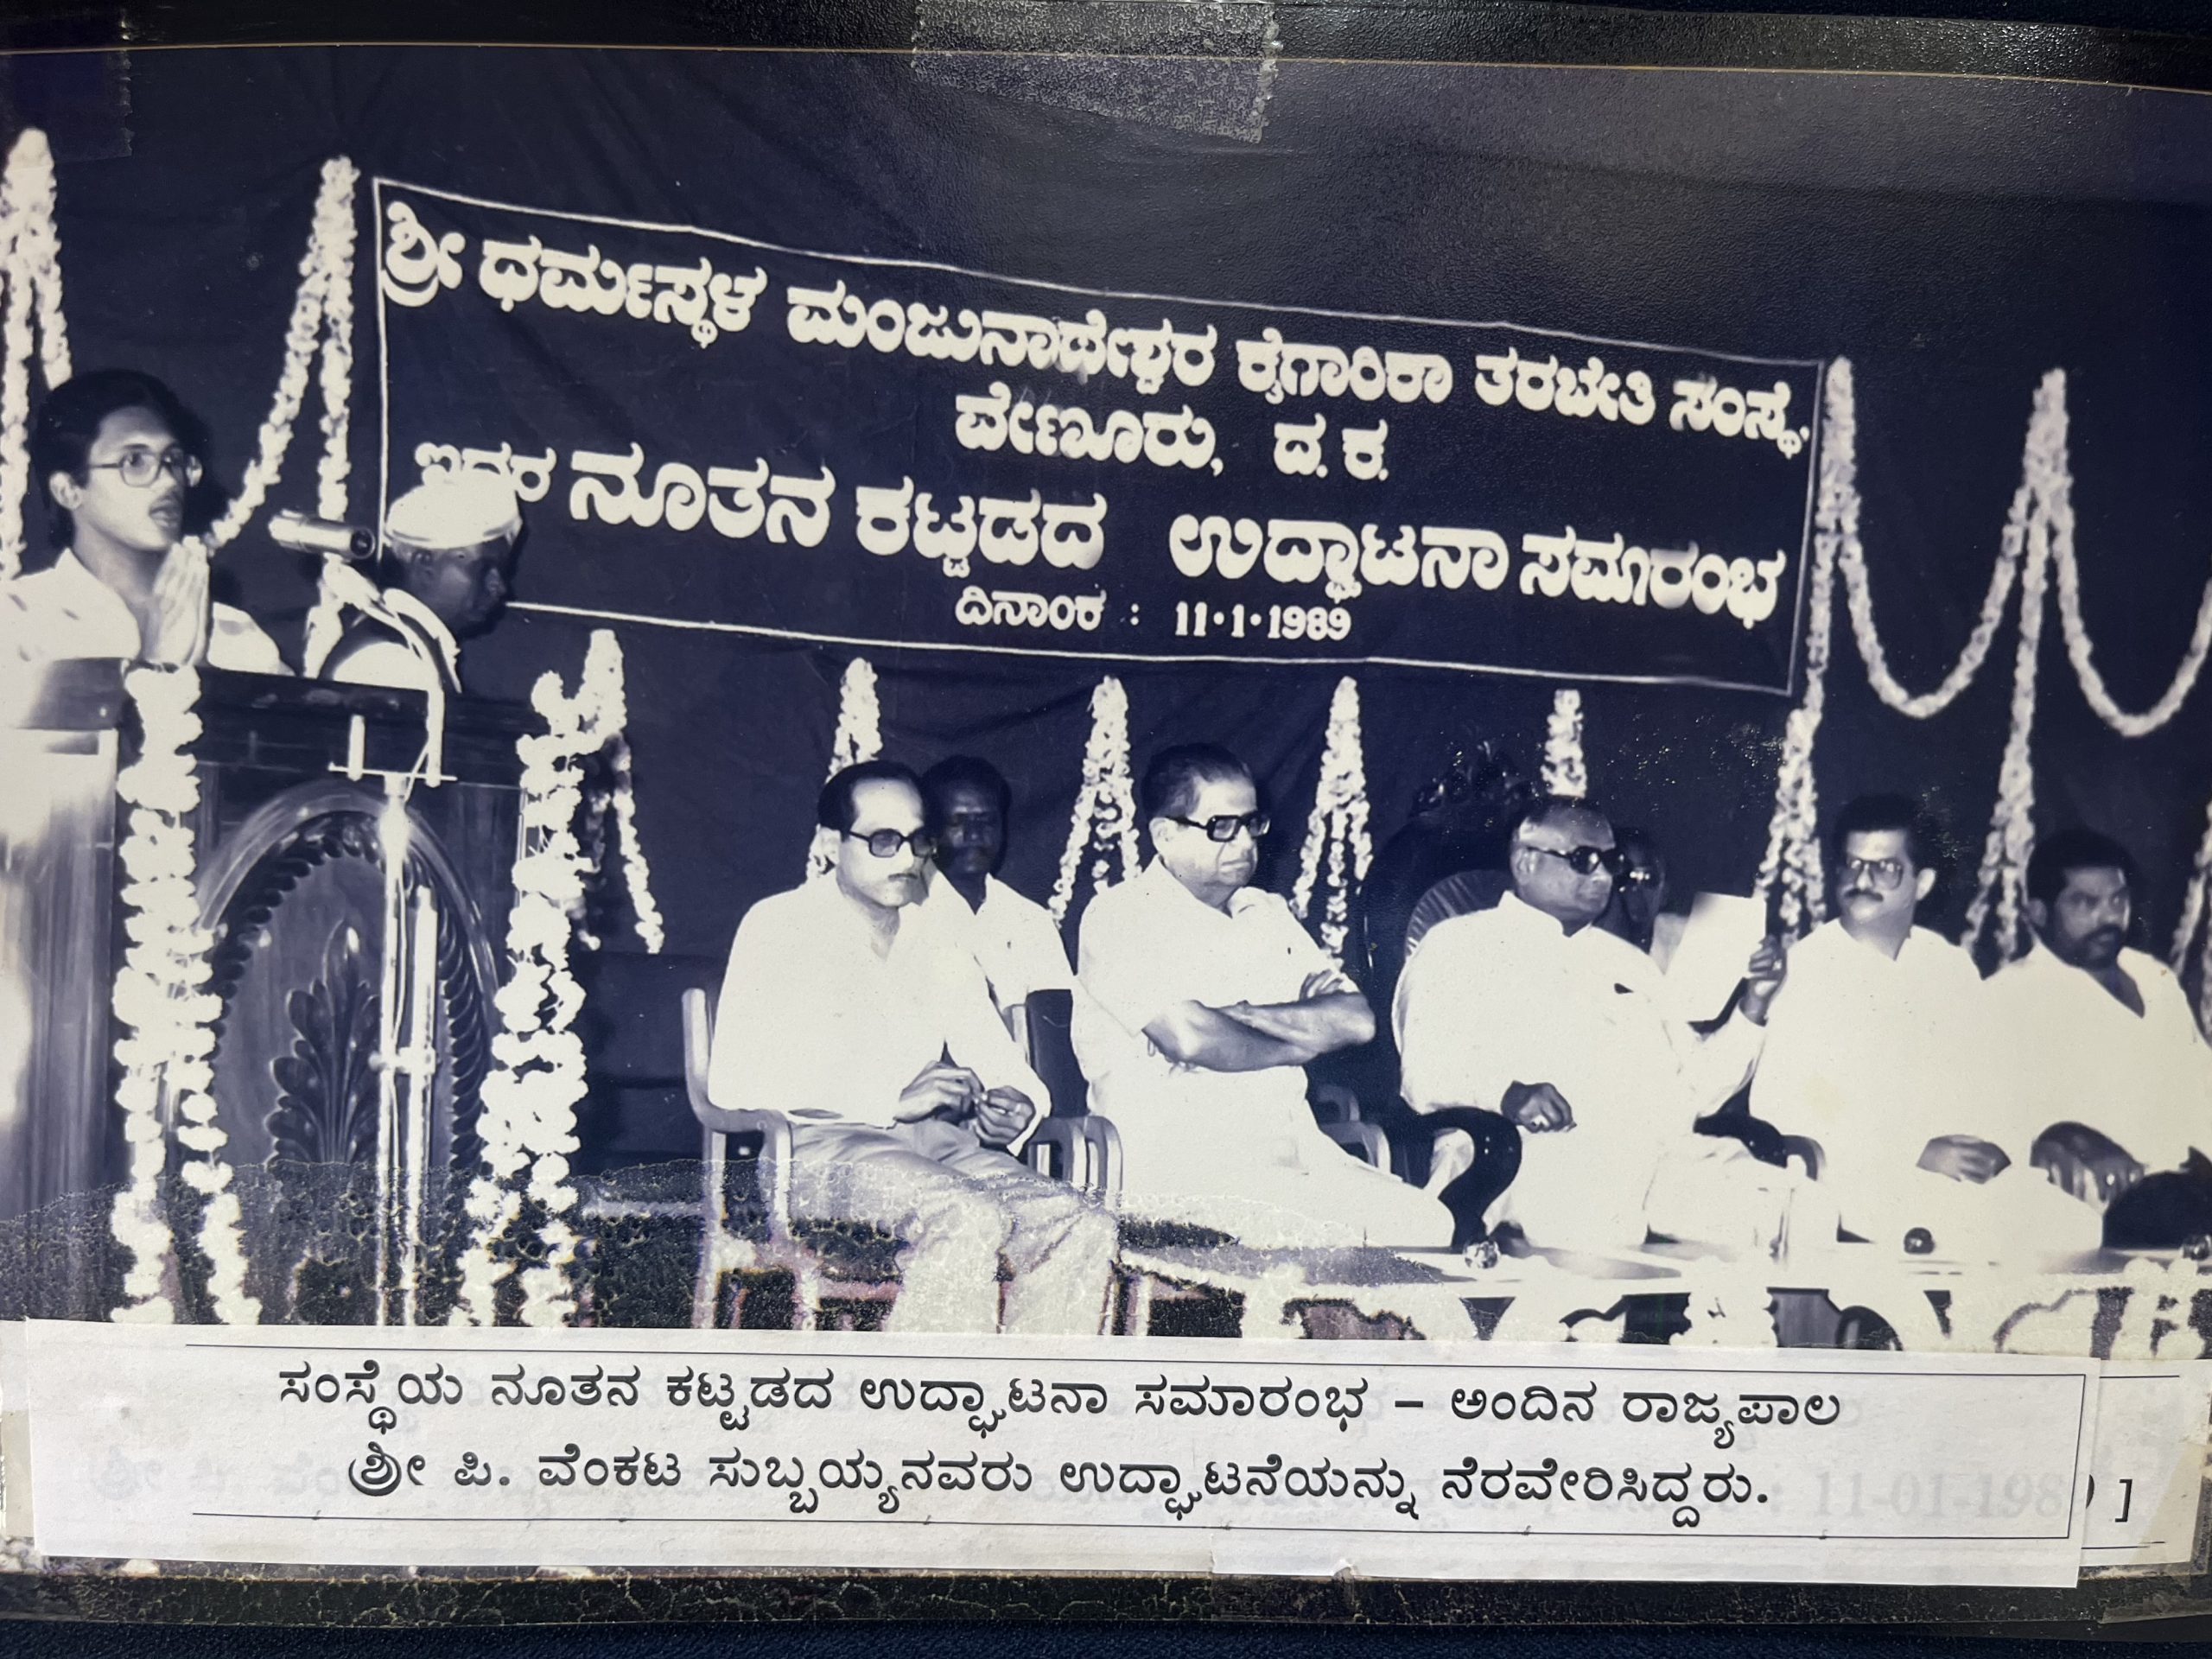 ಶ್ರೀ ಧರ್ಮಸ್ಥಳ ಮಂಜುನಾಥೇಶ್ವರ ಕೈಗಾರಿಕಾ ತರಬೇತಿ ಸಂಸ್ಥೆ.
ವೇಣೂರು, ದ. ಕ.
ಇದರ ನೂತನ ಕಟ್ಟಡದ ಉದ್ಘಾಟನಾ ಸಮಾರಂಭ
ದಿನಾಂಕ : 11.1.1989
ಸಂಸ್ಥೆಯ ನೂತನ ಕಟ್ಟಡದ ಉದ್ಘಾಟನಾ ಸಮಾರಂಭ – ಅಂದಿನ ರಾಜ್ಯಪಾಲ
ಶ್ರೀ ಪಿ. ವೆಂಕಟ ಸುಬ್ಬಯ್ಯನವರು ಉದ್ಘಾಟನೆಯನ್ನು ನೆರವೇರಿಸಿದ್ದರು.